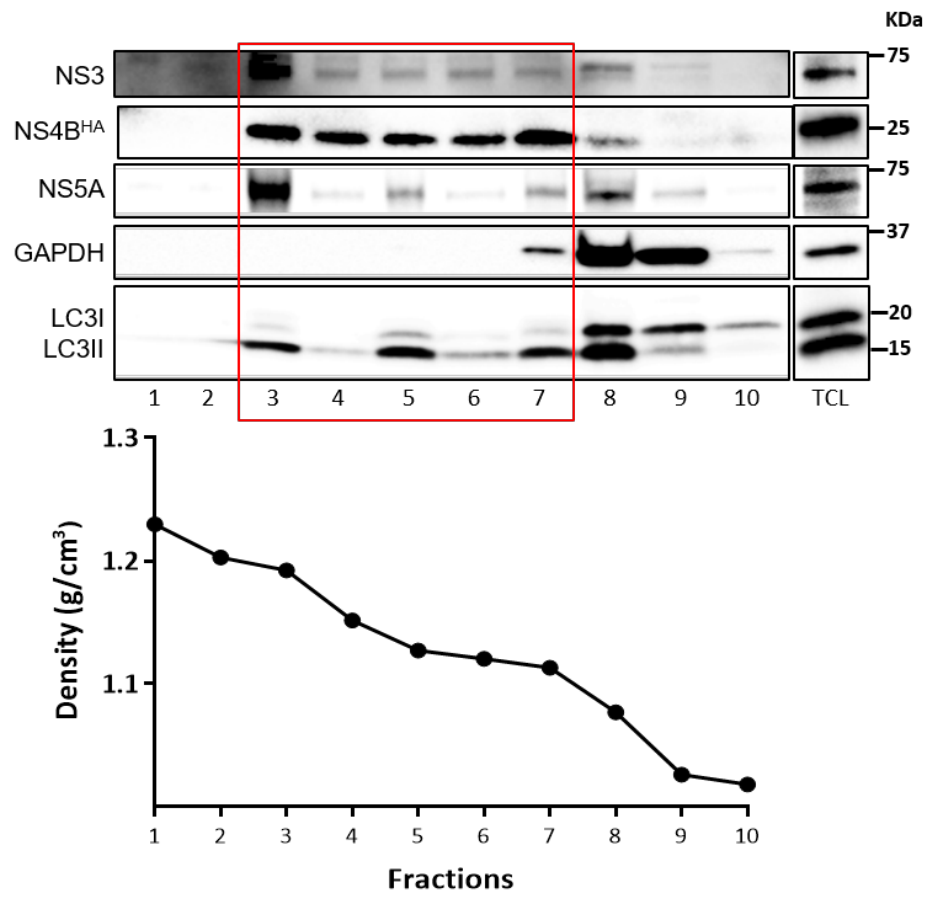 KDa
NS3 75
NS4Bᴴᴬ 25
NS5A 75
GAPDH 37
LC3I 20
LC3II 15
1 2 3 4 5 6 7 8 9 10 TCL
1.3
1.2
1.1
Density (g/cm³)
1 2 3 4 5 6 7 8 9 10
Fractions